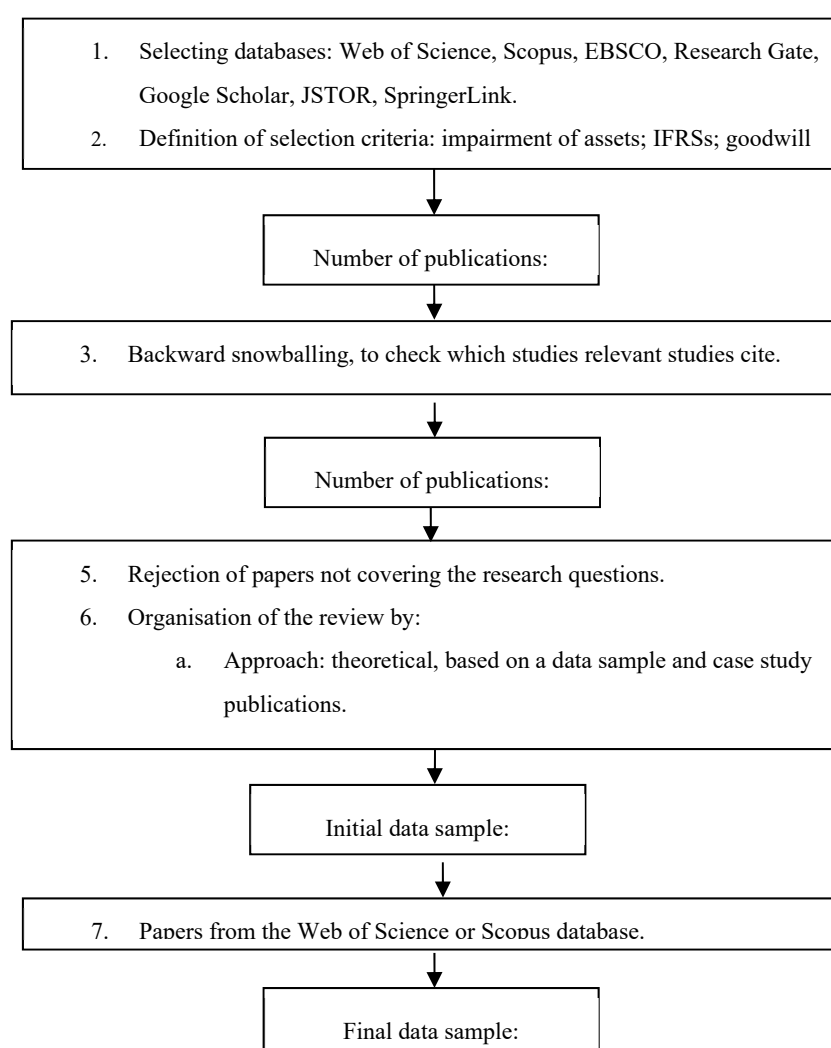 1. Selecting databases: Web of Science, Scopus, EBSCO, Research Gate,
Google Scholar, JSTOR, SpringerLink.
2. Definition of selection criteria: impairment of assets; IFRSs; goodwill
Number of publications:
3. Backward snowballing, to check which studies relevant studies cite.
Number of publications:
5. Rejection of papers not covering the research questions.
6. Organisation of the review by:
a. Approach: theoretical, based on a data sample and case study
publications.
Initial data sample:
7. Papers from the Web of Science or Scopus database.
Final data sample: